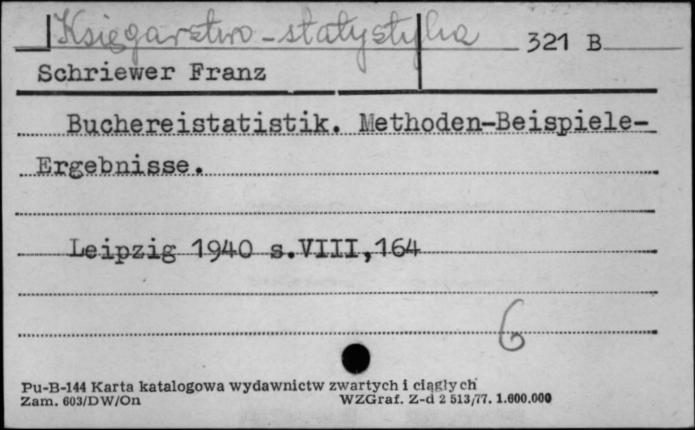 Księgarstwo - statystyka
321 B
Schriewer Franz
Buchereistatistik. Methoden-Beispiele-
Ergebnisse.
Leipzig 1940 s.VIII,164
6
Pu-B-144 Karta katalogowa wydawnictw zwartych i ciągłych
Zam. 603/DW/On WZGraf. Z-d 2 513/77. 1.600.000